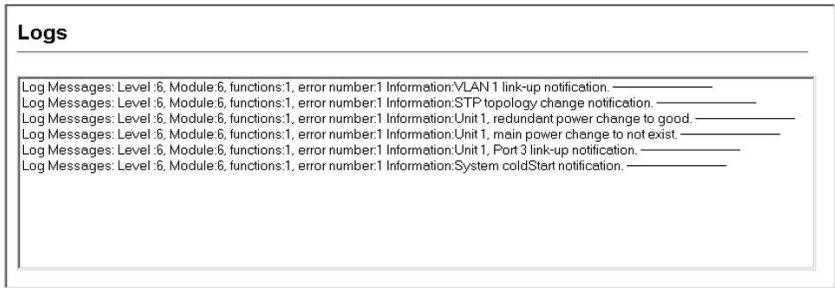 Logs
Log Messages: Level :6, Module:6, functions:1, error number:1 Information:VLAN 1 link-up notification.
Log Messages: Level :6, Module:6, functions:1, error number:1 Information:STP topology change notification.
Log Messages: Level :6, Module:6, functions:1, error number:1 Information:Unit 1, redundant power change to good.
Log Messages: Level :6, Module:6, functions:1, error number:1 Information:Unit 1, main power change to not exist.
Log Messages: Level :6, Module:6, functions:1, error number:1 Information:Unit 1, Port 3 link-up notification.
Log Messages: Level :6, Module:6, functions:1, error number:1 Information:System coldStart notification.